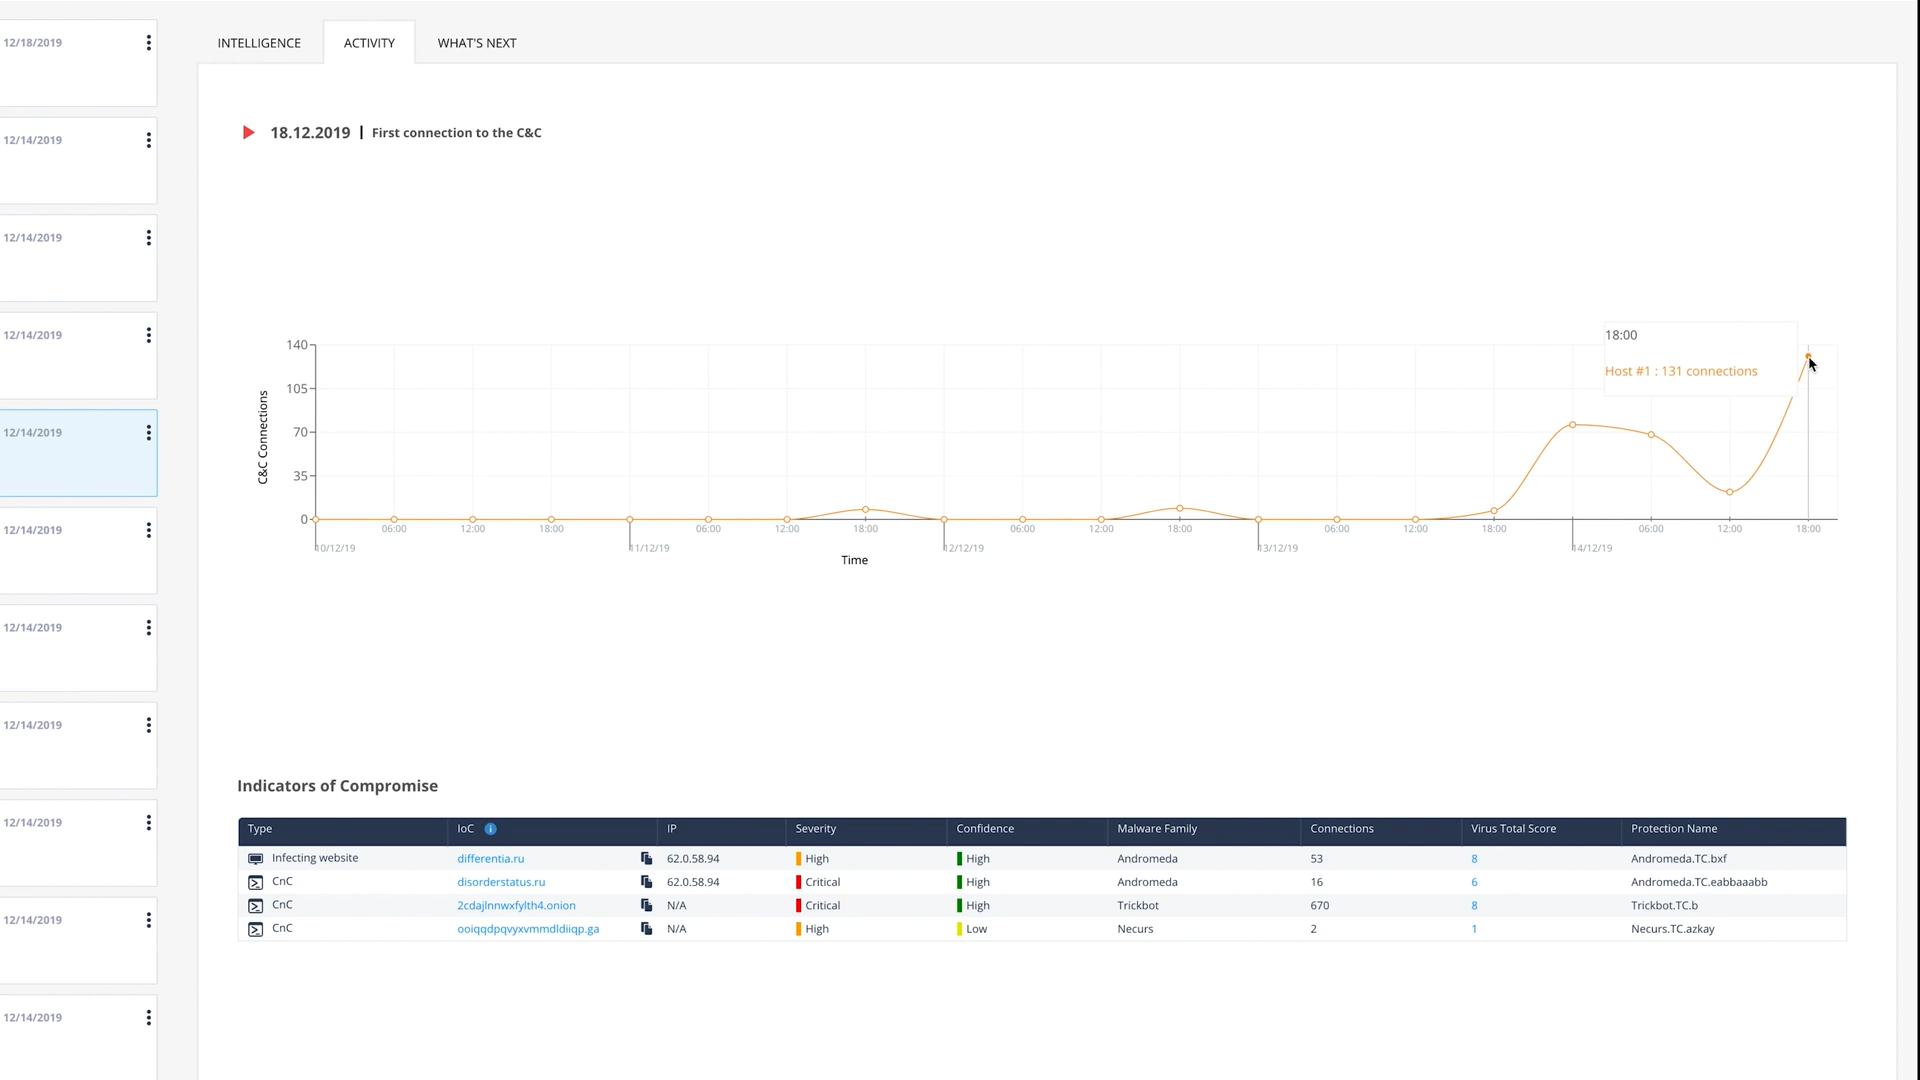 12/18/2019
12/14/2019
12/14/2019
12/14/2019
12/14/2019
12/14/2019
12/14/2019
12/14/2019
12/14/2019
12/14/2019
12/14/2019
INTELLIGENCE ACTIVITY WHAT'S NEXT
18.12.2019 | First connection to the C&C
C&C Connections
140
105
70
35
0
18:00
Host #1 : 131 connections
06:00 12:00 18:00 06:00 12:00 18:00 06:00 12:00 18:00 06:00 12:00 18:00 06:00 12:00 18:00
10/12/19 11/12/19 12/12/19 13/12/19 14/12/19
Time
Indicators of Compromise
Type IoC i IP Severity Confidence Malware Family Connections Virus Total Score Protection Name
Infecting website differentia.ru 62.0.58.94 High High Andromeda 53 8 Andromeda.TC.bxf
CnC disorderstatus.ru 62.0.58.94 Critical High Andromeda 16 6 Andromeda.TC.eabbaaabb
CnC 2cdajlnnwxfylth4.onion N/A Critical High Trickbot 670 8 Trickbot.TC.b
CnC ooiqqdpqvyxvmmdldiiqp.ga N/A High Low Necurs 2 1 Necurs.TC.azkay